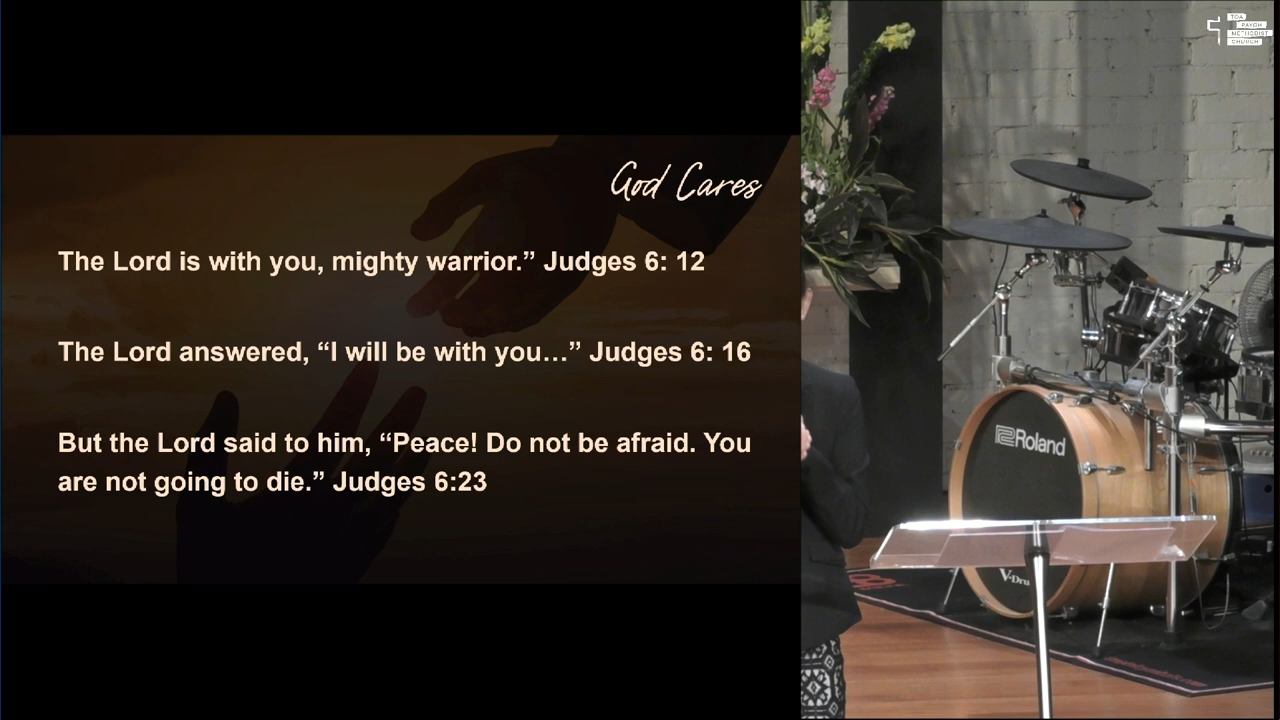 God Cares
The Lord is with you, mighty warrior.” Judges 6: 12
The Lord answered, “I will be with you…” Judges 6: 16
But the Lord said to him, “Peace! Do not be afraid. You
are not going to die.” Judges 6:23
TOA
PAYOH
METHODIST
CHURCH
Roland
V-Dru